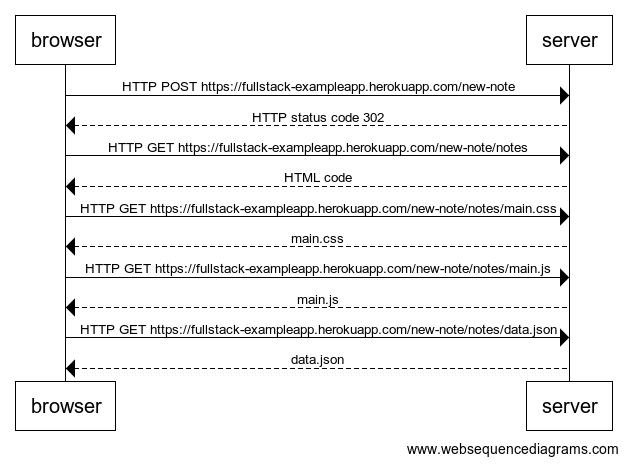 browser server
HTTP POST https://fullstack-exampleapp.herokuapp.com/new-note
HTTP status code 302
HTTP GET https://fullstack-exampleapp.herokuapp.com/new-note/notes
HTML code
HTTP GET https://fullstack-exampleapp.herokuapp.com/new-note/notes/main.css
main.css
HTTP GET https://fullstack-exampleapp.herokuapp.com/new-note/notes/main.js
main.js
HTTP GET https://fullstack-exampleapp.herokuapp.com/new-note/notes/data.json
data.json
browser server
www.websequencediagrams.com